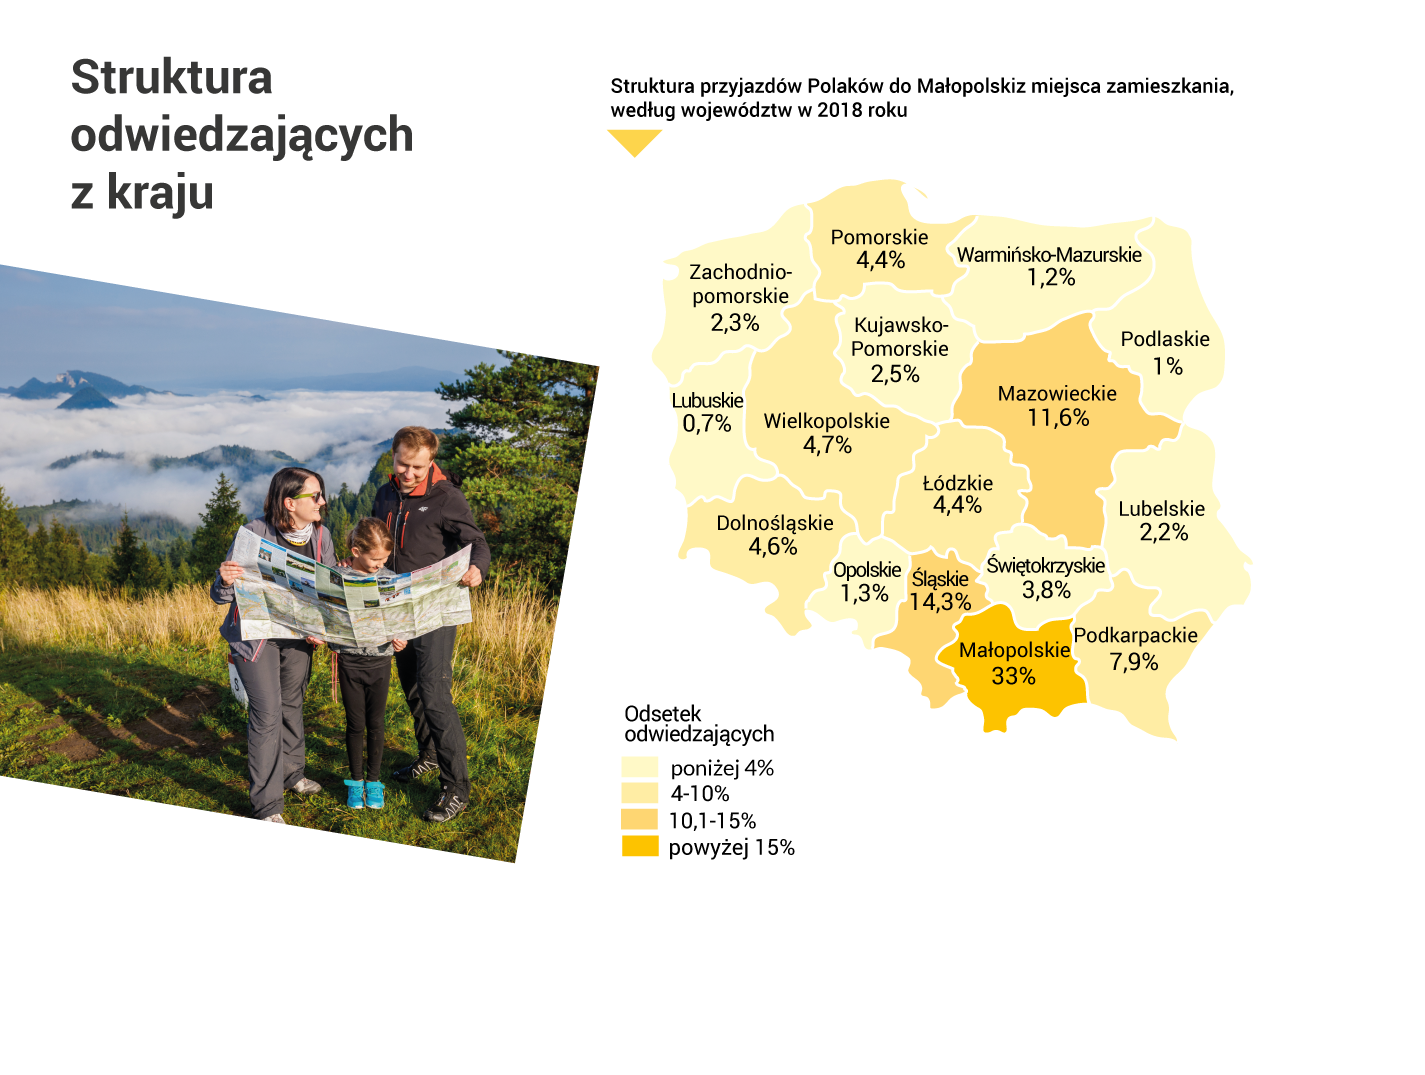 Struktura
odwiedzających
z kraju
Struktura przyjazdów Polaków do Małopolskiz miejsca zamieszkania,
według województw w 2018 roku
Pomorskie
4,4%
Warmińsko-Mazurskie
1,2%
Zachodnio-
pomorskie
2,3%
Kujawsko-
Pomorskie
2,5%
Podlaskie
1%
Mazowieckie
11,6%
Lubuskie
0,7%
Wielkopolskie
4,7%
Łódzkie
4,4%
Lubelskie
2,2%
Dolnośląskie
4,6%
Opolskie
1,3%
Śląskie
14,3%
Świętokrzyskie
3,8%
Małopolskie
33%
Podkarpackie
7,9%
Odsetek
odwiedzających
poniżej 4%
4-10%
10,1-15%
powyżej 15%